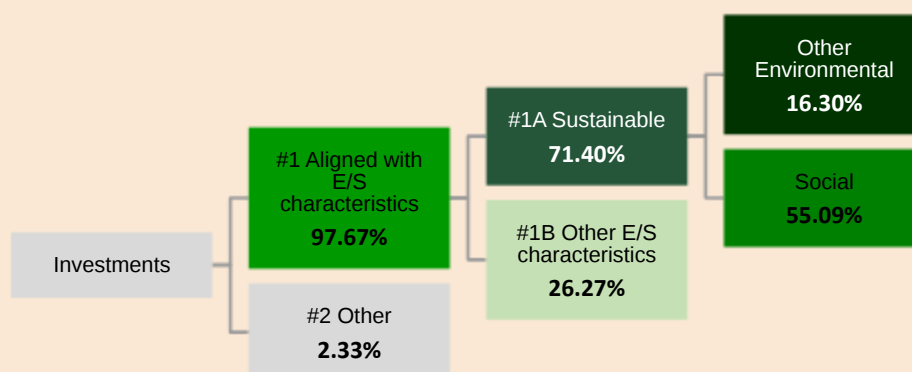 Investments
#1 Aligned with
E/S
characteristics
97.67%
#2 Other
2.33%
#1A Sustainable
71.40%
#1B Other E/S
characteristics
26.27%
Other
Environmental
16.30%
Social
55.09%